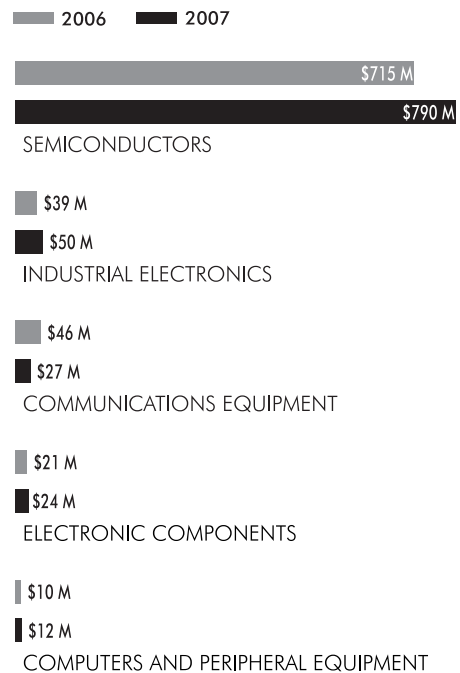 2006 2007
$715 M
$790 M
SEMICONDUCTORS
$39 M
$50 M
INDUSTRIAL ELECTRONICS
$46 M
$27 M
COMMUNICATIONS EQUIPMENT
$21 M
$24 M
ELECTRONIC COMPONENTS
$10 M
$12 M
COMPUTERS AND PERIPHERAL EQUIPMENT